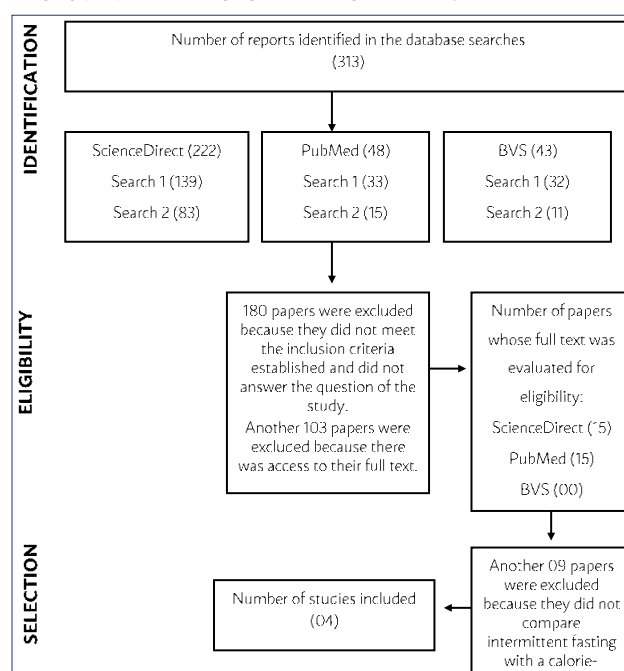 IDENTIFICATION
Number of reports identified in the database searches
(313)
ScienceDirect (222)
Search 1 (139)
Search 2 (83)
PubMed (48)
Search 1 (33)
Search 2 (15)
BVS (43)
Search 1 (32)
Search 2 (11)
ELIGIBILITY
180 papers were excluded
because they did not meet
the inclusion criteria
established and did not
answer the question of the
study.
Another 103 papers were
excluded because there
was access to their full text.
Number of papers
whose full text was
evaluated for
eligibility:
ScienceDirect (15)
PubMed (15)
BVS (00)
SELECTION
Number of studies included
(04)
Another 09 papers
were excluded
because they did not
compare
intermittent fasting
with a calorie-